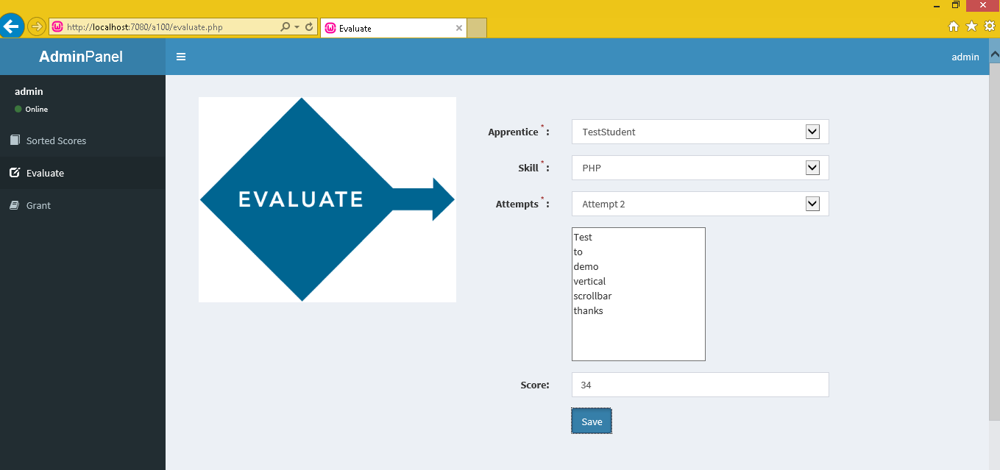 http://localhost:7080/a100/evaluate.php
Evaluate
AdminPanel
admin
admin
Online
Sorted Scores
Evaluate
Grant
EVALUATE
Apprentice * :
TestStudent
Skill * :
PHP
Attempts * :
Attempt 2
Test
to
demo
vertical
scrollbar
thanks
Score:
34
Save